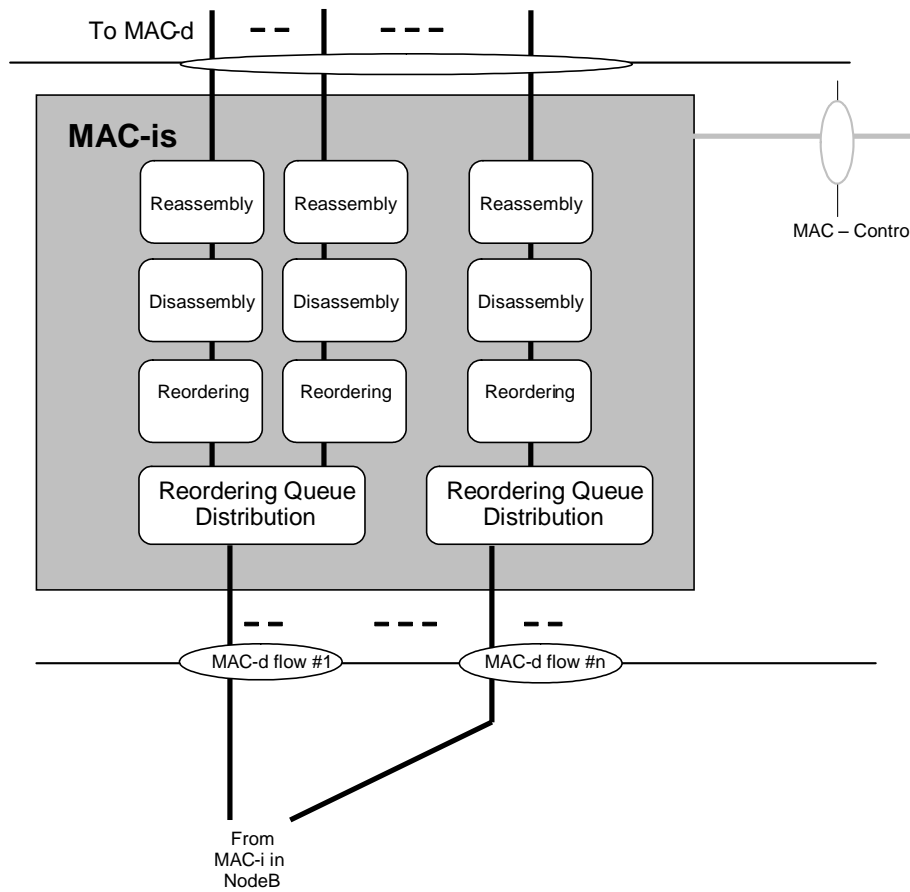 To MAC-d
MAC-is
MAC – Contro
Reassembly
Reassembly
Reassembly
Disassembly
Disassembly
Disassembly
Reordering
Reordering
Reordering
Reordering Queue
Distribution
Reordering Queue
Distribution
MAC-d flow #1
MAC-d flow #n
From
MAC-i in
NodeB